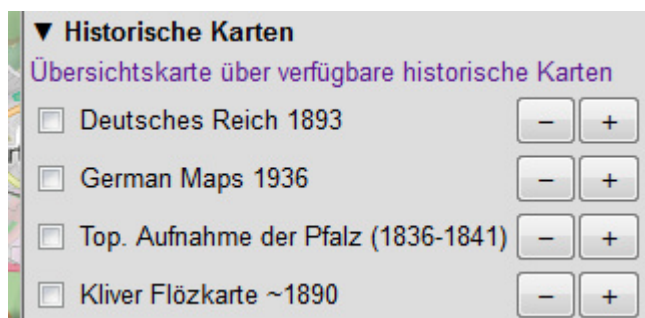 ▼ Historische Karten
Übersichtskarte über verfügbare historische Karten
Deutsches Reich 1893 − +
German Maps 1936 − +
Top. Aufnahme der Pfalz (1836-1841) − +
Kliver Flözkarte ~1890 − +